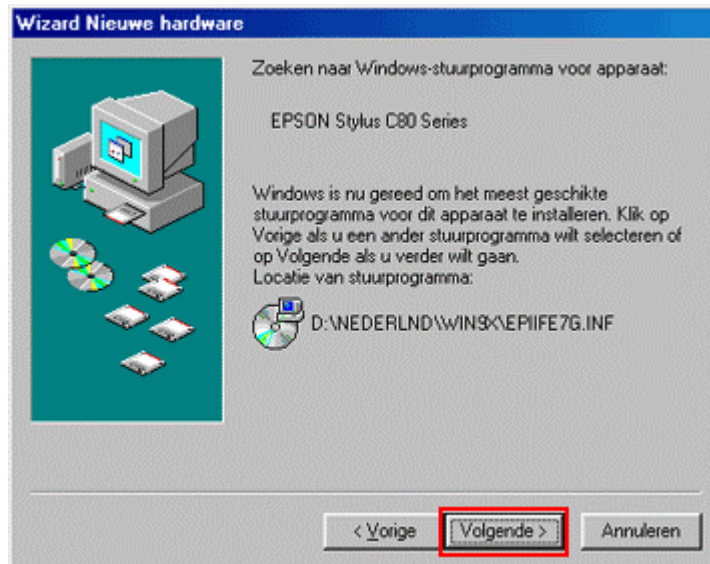 Wizard Nieuwe hardware
Zoeken naar Windows-stuurprogramma voor apparaat:
EPSON Stylus C80 Series
Windows is nu gereed om het meest geschikte
stuurprogramma voor dit apparaat te installeren. Klik op
Vorige als u een ander stuurprogramma wilt selecteren of
op Volgende als u verder wilt gaan.
Locatie van stuurprogramma:
D:\NEDERLND\WIN9X\EPIIFE7G.INF
< Vorige
Volgende >
Annuleren